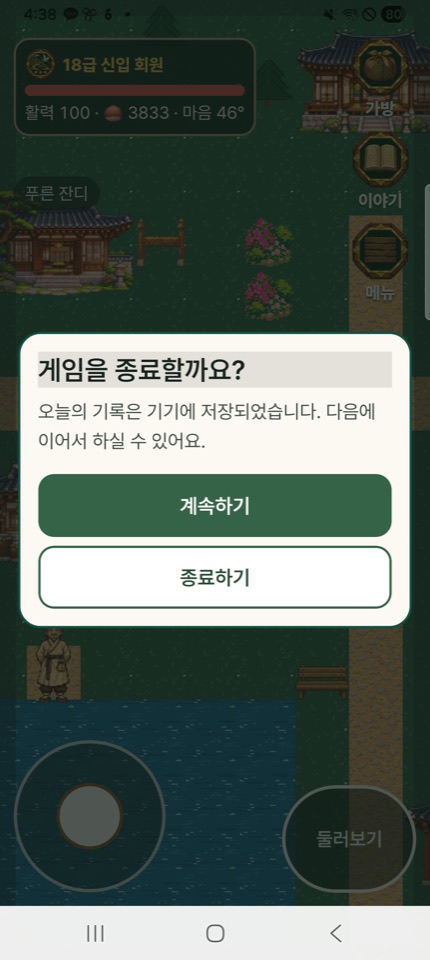 4:38
80
18급 신입 회원
활력 100 · 3833 · 마음 46°
가방
이야기
푸른 잔디
메뉴
게임을 종료할까요?
오늘의 기록은 기기에 저장되었습니다. 다음에
이어서 하실 수 있어요.
계속하기
종료하기
둘러보기